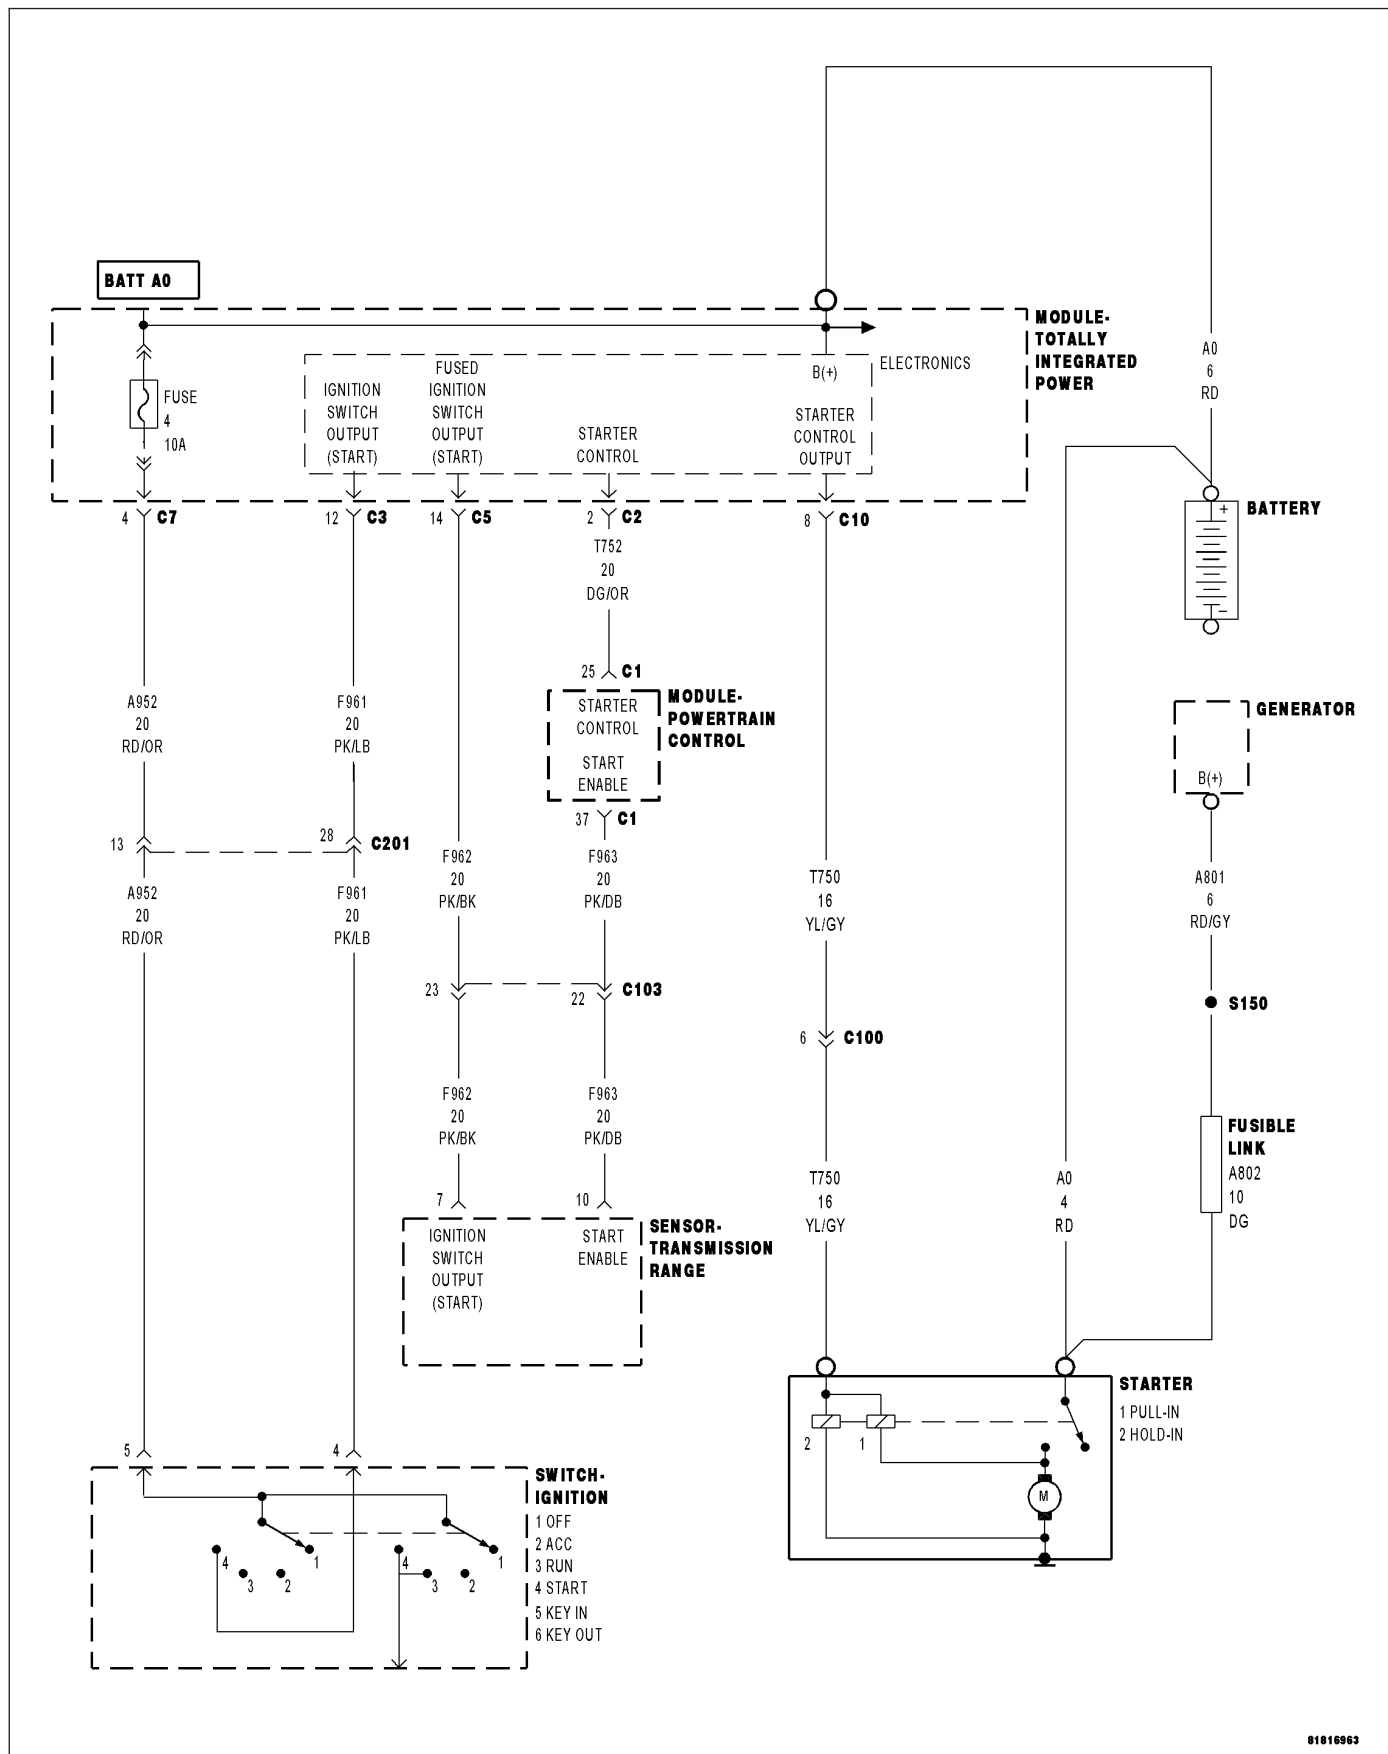 BATT A0
MODULE-
TOTALLY
INTEGRATED
POWER
FUSE
4
10A
IGNITION
SWITCH
OUTPUT
(START)
FUSED
IGNITION
SWITCH
OUTPUT
(START)
STARTER
CONTROL
B(+)
STARTER
CONTROL
OUTPUT
ELECTRONICS
A0
6
RD
4 C7
12 C3
14 C5
2 C2
8 C10
BATTERY
+
-
T752
20
DG/OR
25 C1
MODULE-
POWERTRAIN
CONTROL
STARTER
CONTROL
START
ENABLE
37 C1
GENERATOR
B(+)
A952
20
RD/OR
F961
20
PK/LB
13
28
C201
A952
20
RD/OR
F961
20
PK/LB
F962
20
PK/BK
F963
20
PK/DB
T750
16
YL/GY
A801
6
RD/GY
23
22
C103
S150
6 C100
F962
20
PK/BK
F963
20
PK/DB
FUSIBLE
LINK
A802
10
DG
T750
16
YL/GY
A0
4
RD
7
10
IGNITION
SWITCH
OUTPUT
(START)
START
ENABLE
SENSOR-
TRANSMISSION
RANGE
STARTER
1 PULL-IN
2 HOLD-IN
2
1
M
5
4
SWITCH-
IGNITION
1 OFF
2 ACC
3 RUN
4 START
5 KEY IN
6 KEY OUT
4
3
2
1
4
3
2
1
81816963